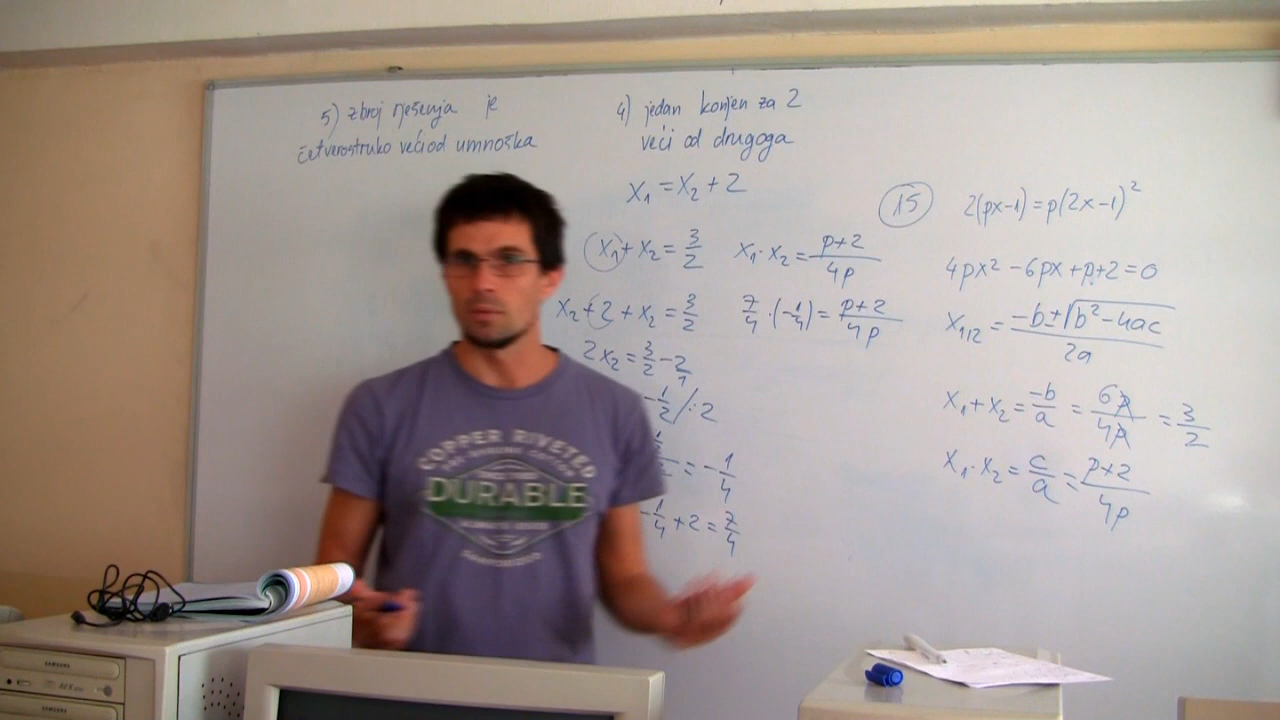 5) zbroj rješenja je
četverostruko veći od umnoška
4) jedan korijen za 2
veći od drugoga
x₁ = x₂ + 2
x₁ + x₂ = 3/2
x₁ · x₂ = p+2/4p
x₂ + 2 + x₂ = 3/2
7/4 · (-1/4) = p+2/4p
2x₂ = 3/2 - 2/1
-1/2 /:2
= -1/4
-1/4 + 2 = 7/4
15
2(px-1) = p(2x-1)²
4px² - 6px + p + 2 = 0
x₁,₂ = -b ± √b² - 4ac / 2a
x₁ + x₂ = -b/a = 6p/4p = 3/2
x₁ · x₂ = c/a = p+2/4p
COPPER RIVETED
DURABLE
SAMSUNG
SAMSUNG